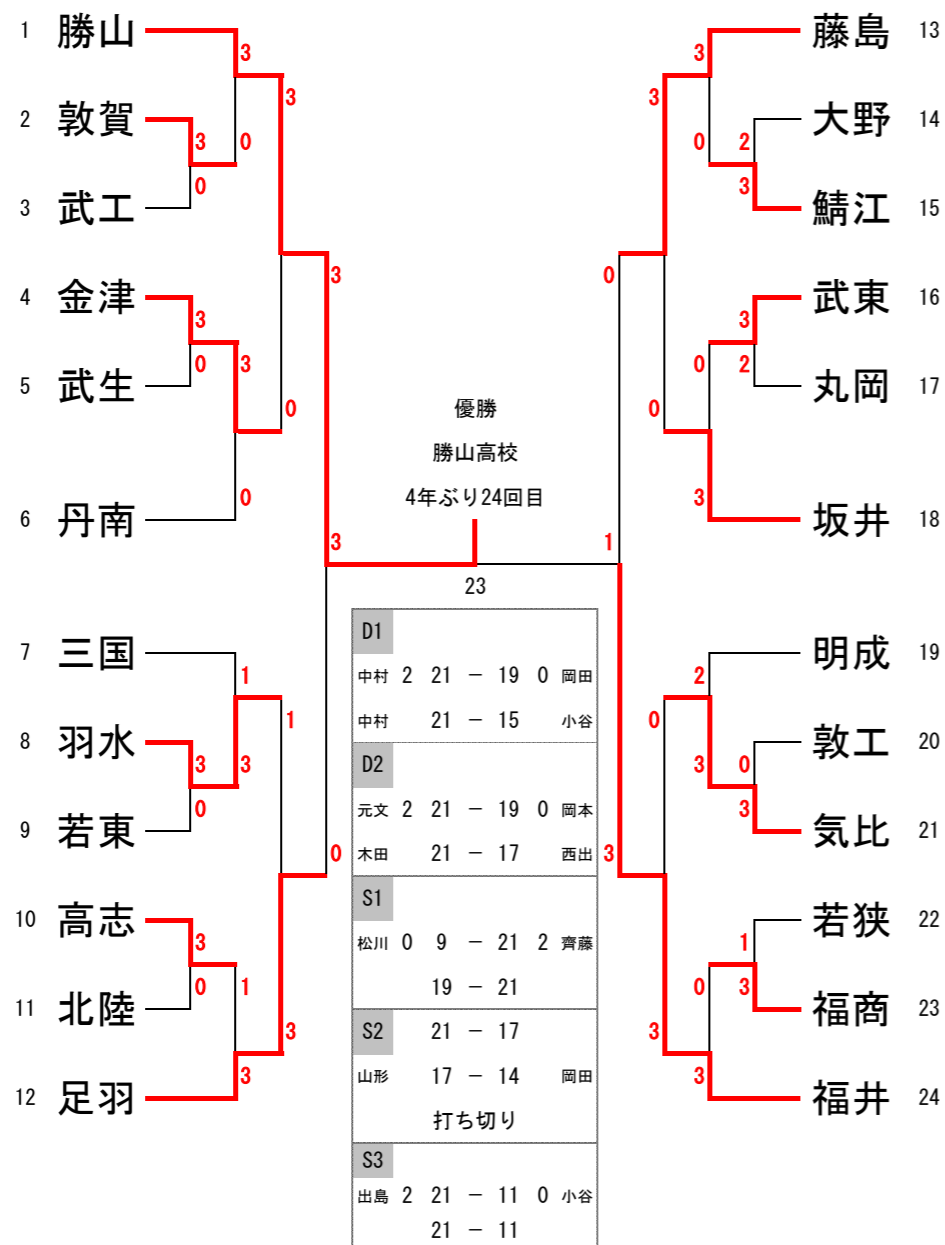 1 勝山
3
3
2 敦賀
3
0
0
3 武工
3
4 金津
3
3
0
5 武生
0
6 丹南
0
3
7 三国
1
1
8 羽水
3
3
0
9 若東
0
10 高志
3
0
1
11 北陸
3
12 足羽
3
優勝
勝山高校
4年ぶり24回目
23
D1
中村 2 21 － 19 0 岡田
中村 21 － 15 小谷
D2
元文 2 21 － 19 0 岡本
木田 21 － 17 西出
S1
松川 0 9 － 21 2 齊藤
19 － 21
S2 21 － 17
山形 17 － 14 岡田
打ち切り
S3
出島 2 21 － 11 0 小谷
21 － 11
藤島 13
3
3
大野 14
0
2
3
鯖江 15
0
武東 16
3
0
2
丸岡 17
0
3
坂井 18
1
明成 19
2
0
敦工 20
3
0
3
気比 21
3
若狭 22
1
0
3
福商 23
3
3
福井 24